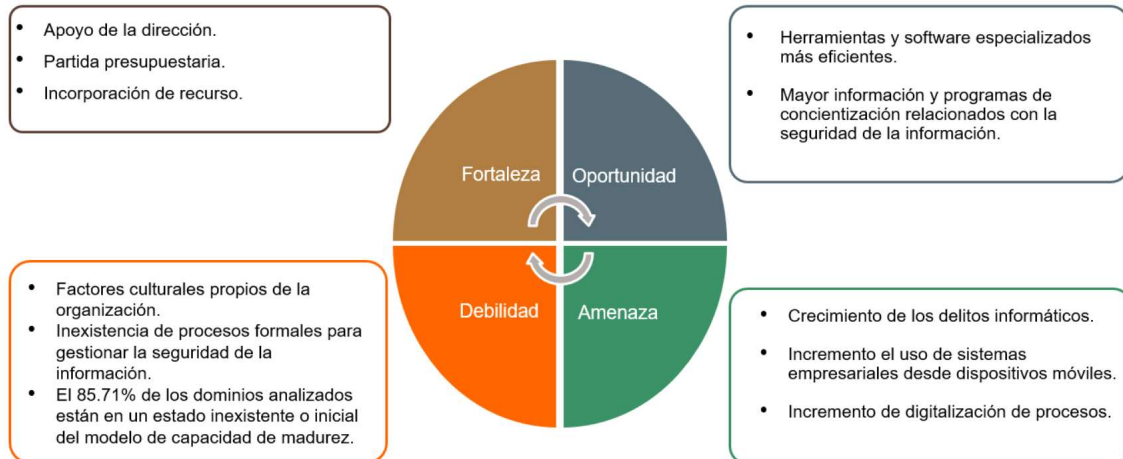 • Apoyo de la dirección.
• Partida presupuestaria.
• Incorporación de recurso.
• Herramientas y software especializados
más eficientes.
• Mayor información y programas de
concientización relacionados con la
seguridad de la información.
Fortaleza
Oportunidad
Debilidad
Amenaza
• Factores culturales propios de la
organización.
• Inexistencia de procesos formales para
gestionar la seguridad de la
información.
• El 85.71% de los dominios analizados
están en un estado inexistente o inicial
del modelo de capacidad de madurez.
• Crecimiento de los delitos informáticos.
• Incremento el uso de sistemas
empresariales desde dispositivos móviles.
• Incremento de digitalización de procesos.